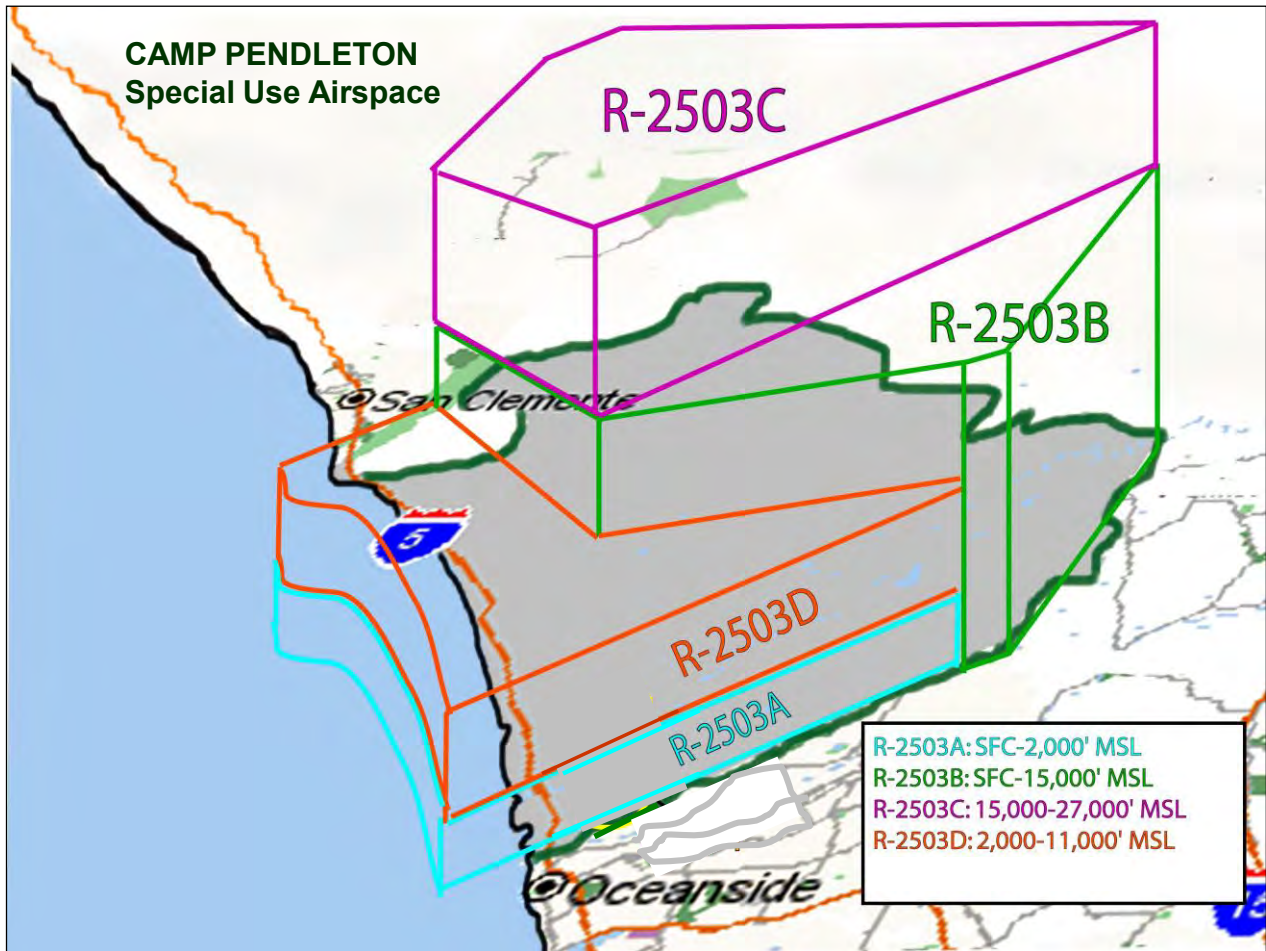 CAMP PENDLETON
Special Use Airspace
R-2503C
R-2503B
San Clemente
5
R-2503D
R-2503A
R-2503A: SFC-2,000' MSL
R-2503B: SFC-15,000' MSL
R-2503C: 15,000-27,000' MSL
R-2503D: 2,000-11,000' MSL
Oceanside
15